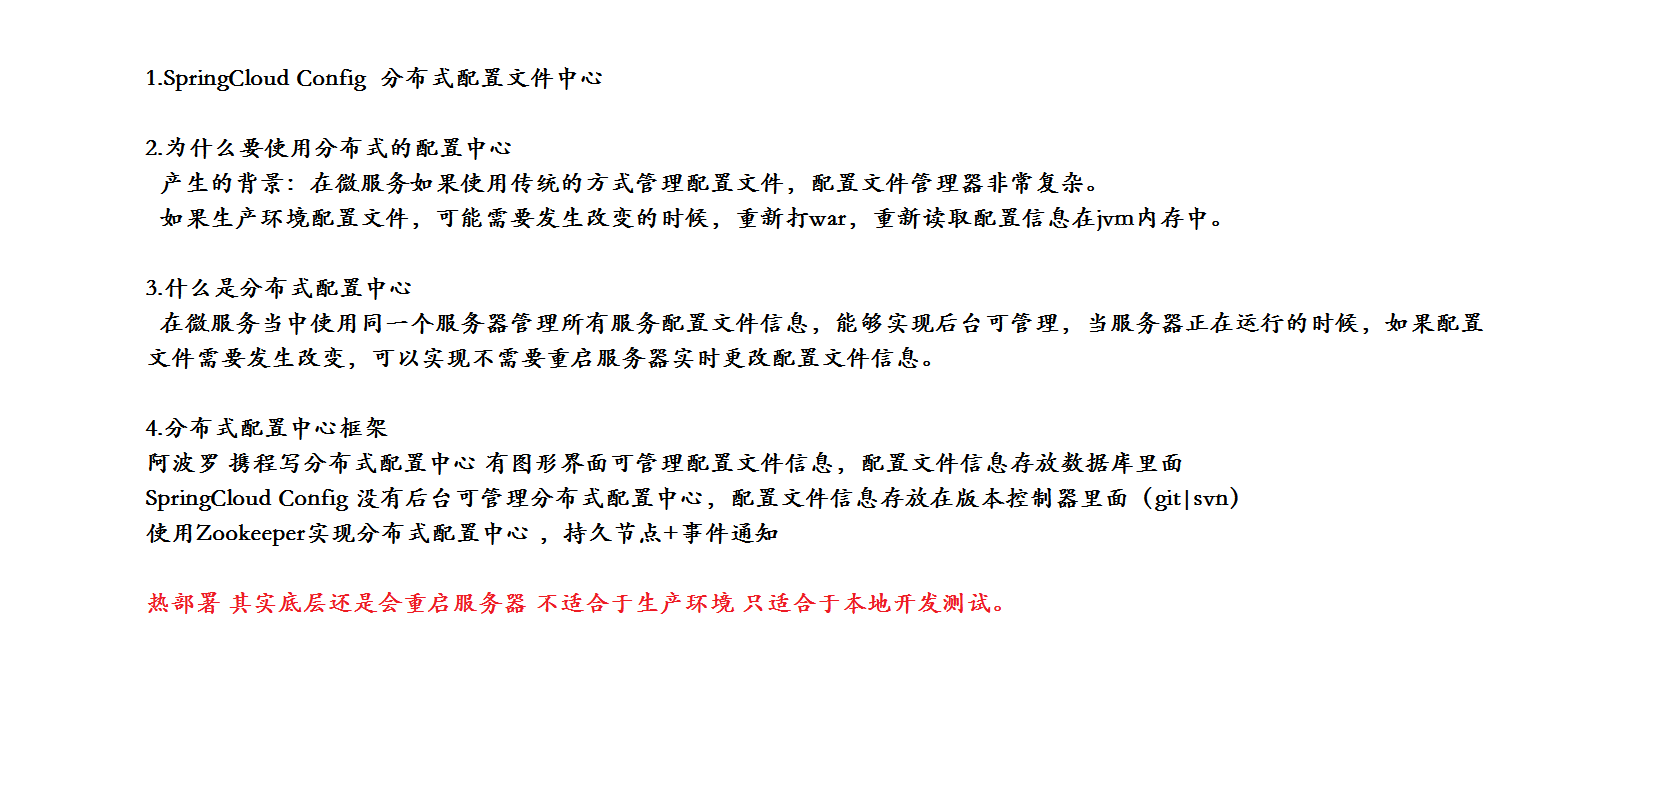 1.SpringCloud Config  分布式配置文件中心
2.为什么要使用分布式的配置中心
产生的背景：在微服务如果使用传统的方式管理配置文件，配置文件管理器非常复杂。
如果生产环境配置文件，可能需要发生改变的时候，重新打war，重新读取配置信息在jvm内存中。
3.什么是分布式配置中心
在微服务当中使用同一个服务器管理所有服务配置文件信息，能够实现后台可管理，当服务器正在运行的时候，如果配置
文件需要发生改变，可以实现不需要重启服务器实时更改配置文件信息。
4.分布式配置中心框架
阿波罗 携程写分布式配置中心 有图形界面可管理配置文件信息，配置文件信息存放数据库里面
SpringCloud Config 没有后台可管理分布式配置中心，配置文件信息存放在版本控制器里面（git|svn）
使用Zookeeper实现分布式配置中心 ，持久节点+事件通知
热部署 其实底层还是会重启服务器 不适合于生产环境 只适合于本地开发测试。